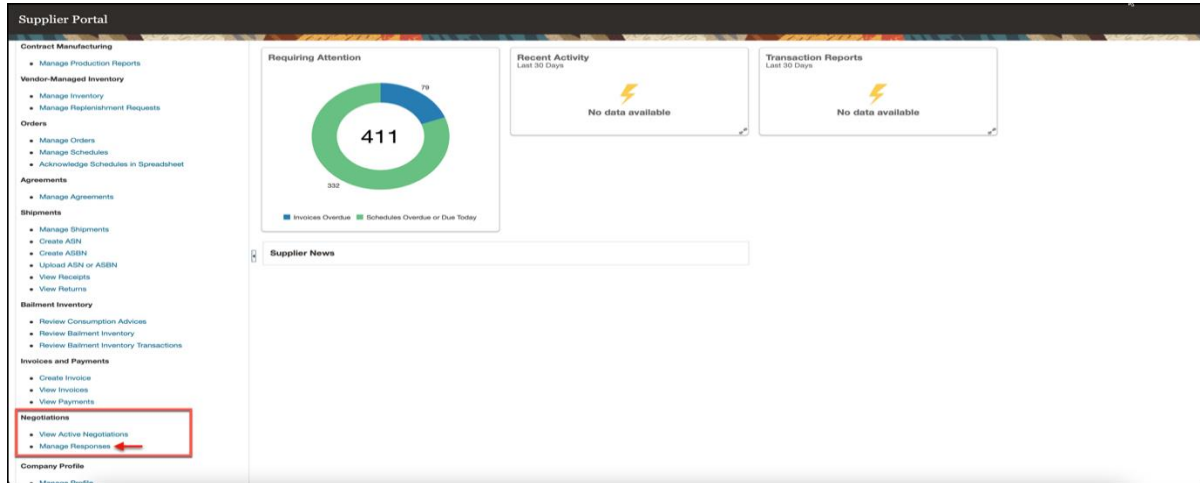 Supplier Portal
Contract Manufacturing
Manage Production Reports
Vendor-Managed Inventory
Manage Inventory
Manage Replenishment Requests
Orders
Manage Orders
Manage Schedules
Acknowledge Schedules in Spreadsheet
Agreements
Manage Agreements
Shipments
Manage Shipments
Create ASN
Create ASBN
Upload ASN or ASBN
View Receipts
View Returns
Bailment Inventory
Review Consumption Advices
Review Bailment Inventory
Review Bailment Inventory Transactions
Invoices and Payments
Create Invoice
View Invoices
View Payments
Negotiations
View Active Negotiations
Manage Responses
Company Profile
Manage Profile
Requiring Attention
79
411
332
Invoices Overdue Schedules Overdue or Due Today
Recent Activity
Last 30 Days
No data available
Transaction Reports
Last 30 Days
No data available
Supplier News